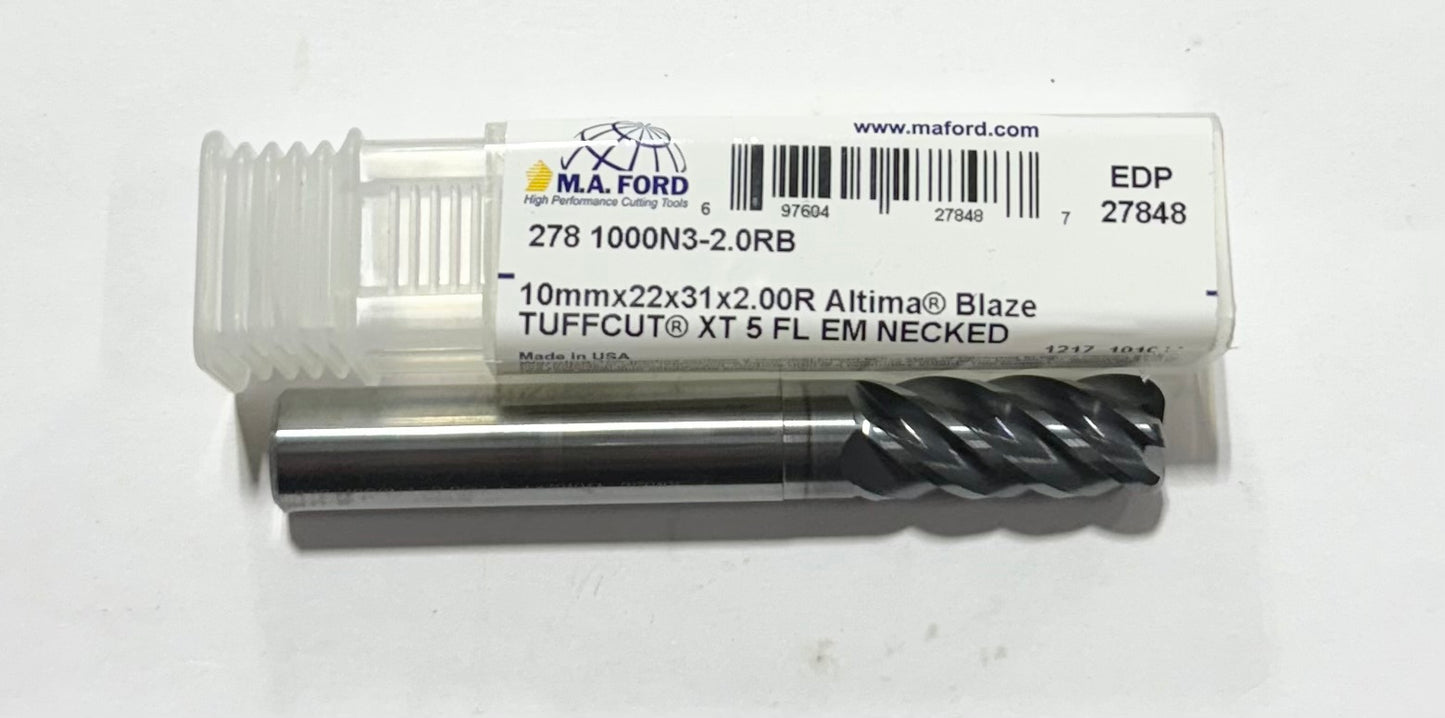 www.maford.com
M.A. FORD
High Performance Cutting Tools
6 97604 27848 7
EDP
27848
278 1000N3-2.0RB
10mmx22x31x2.00R Altima® Blaze
TUFFCUT® XT 5 FL EM NECKED
Made in USA
1217